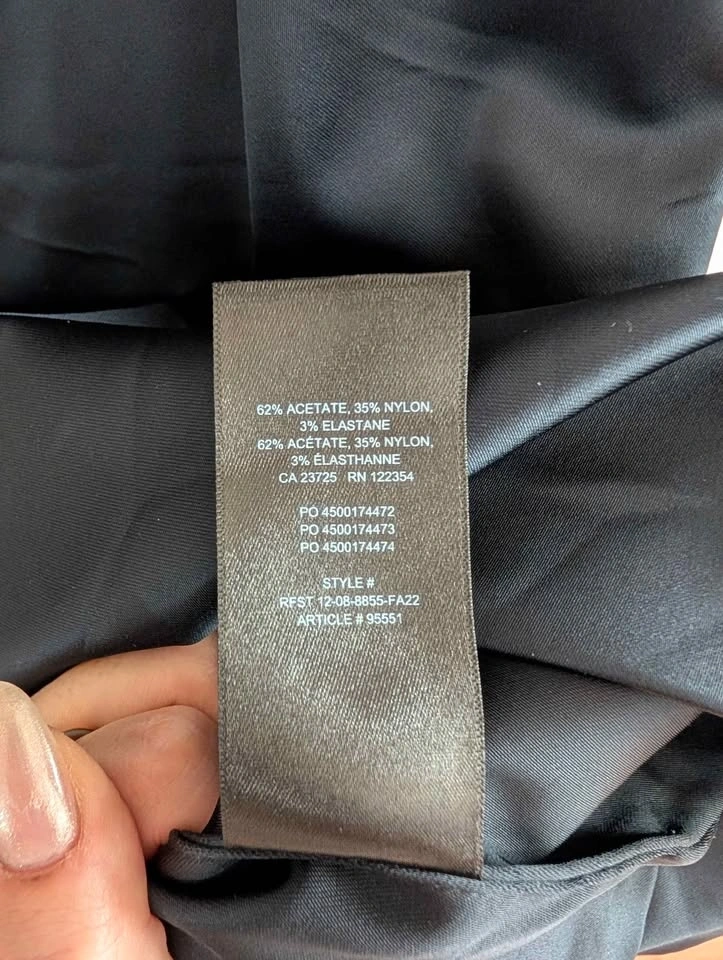 62% ACETATE, 35% NYLON,
3% ELASTANE
62% ACÉTATE, 35% NYLON,
3% ÉLASTHANNE
CA 23725 RN 122354
PO 4500174472
PO 4500174473
PO 4500174474
STYLE #
RFST 12-08-8855-FA22
ARTICLE # 95551